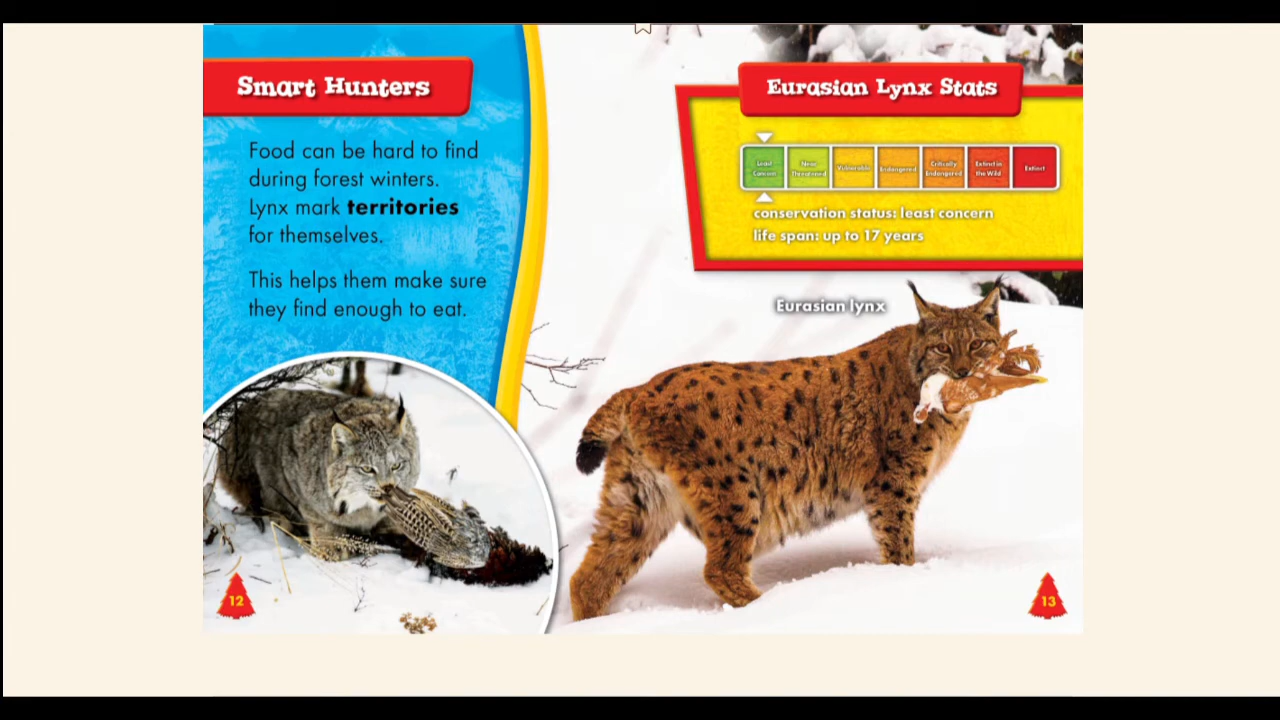 Smart Hunters
Food can be hard to find
during forest winters.
Lynx mark territories
for themselves.
This helps them make sure
they find enough to eat.
12
Eurasian Lynx Stats
Least Concern
Near Threatened
Vulnerable
Endangered
Critically Endangered
Extinct in the Wild
Extinct
conservation status: least concern
life span: up to 17 years
Eurasian lynx
13